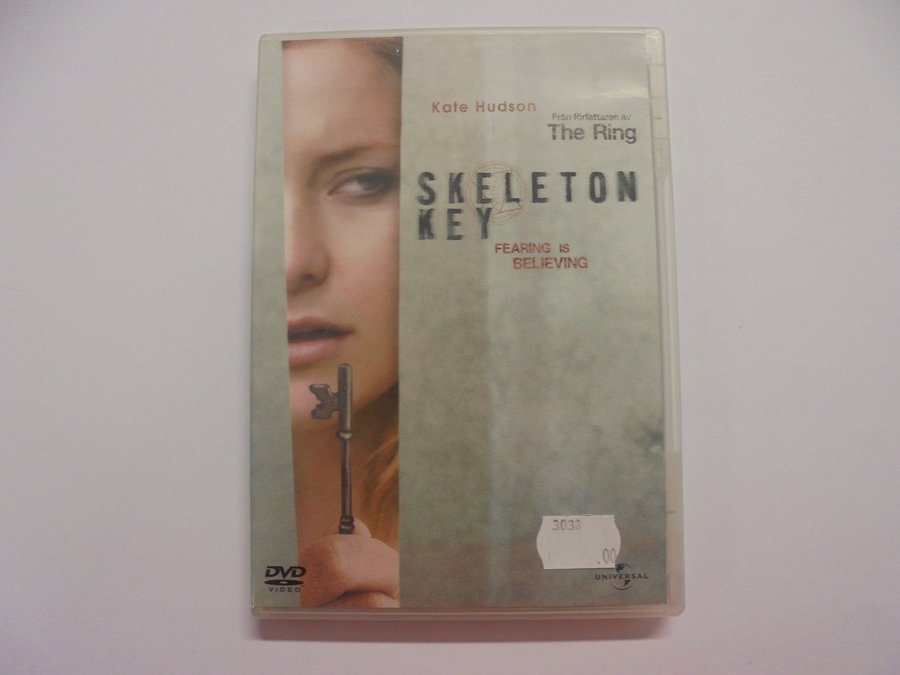 Kate Hudson
Från författaren av
The Ring
SKELETON
KEY
FEARING IS
BELIEVING
3038
.00
DVD
VIDEO
UNIVERSAL